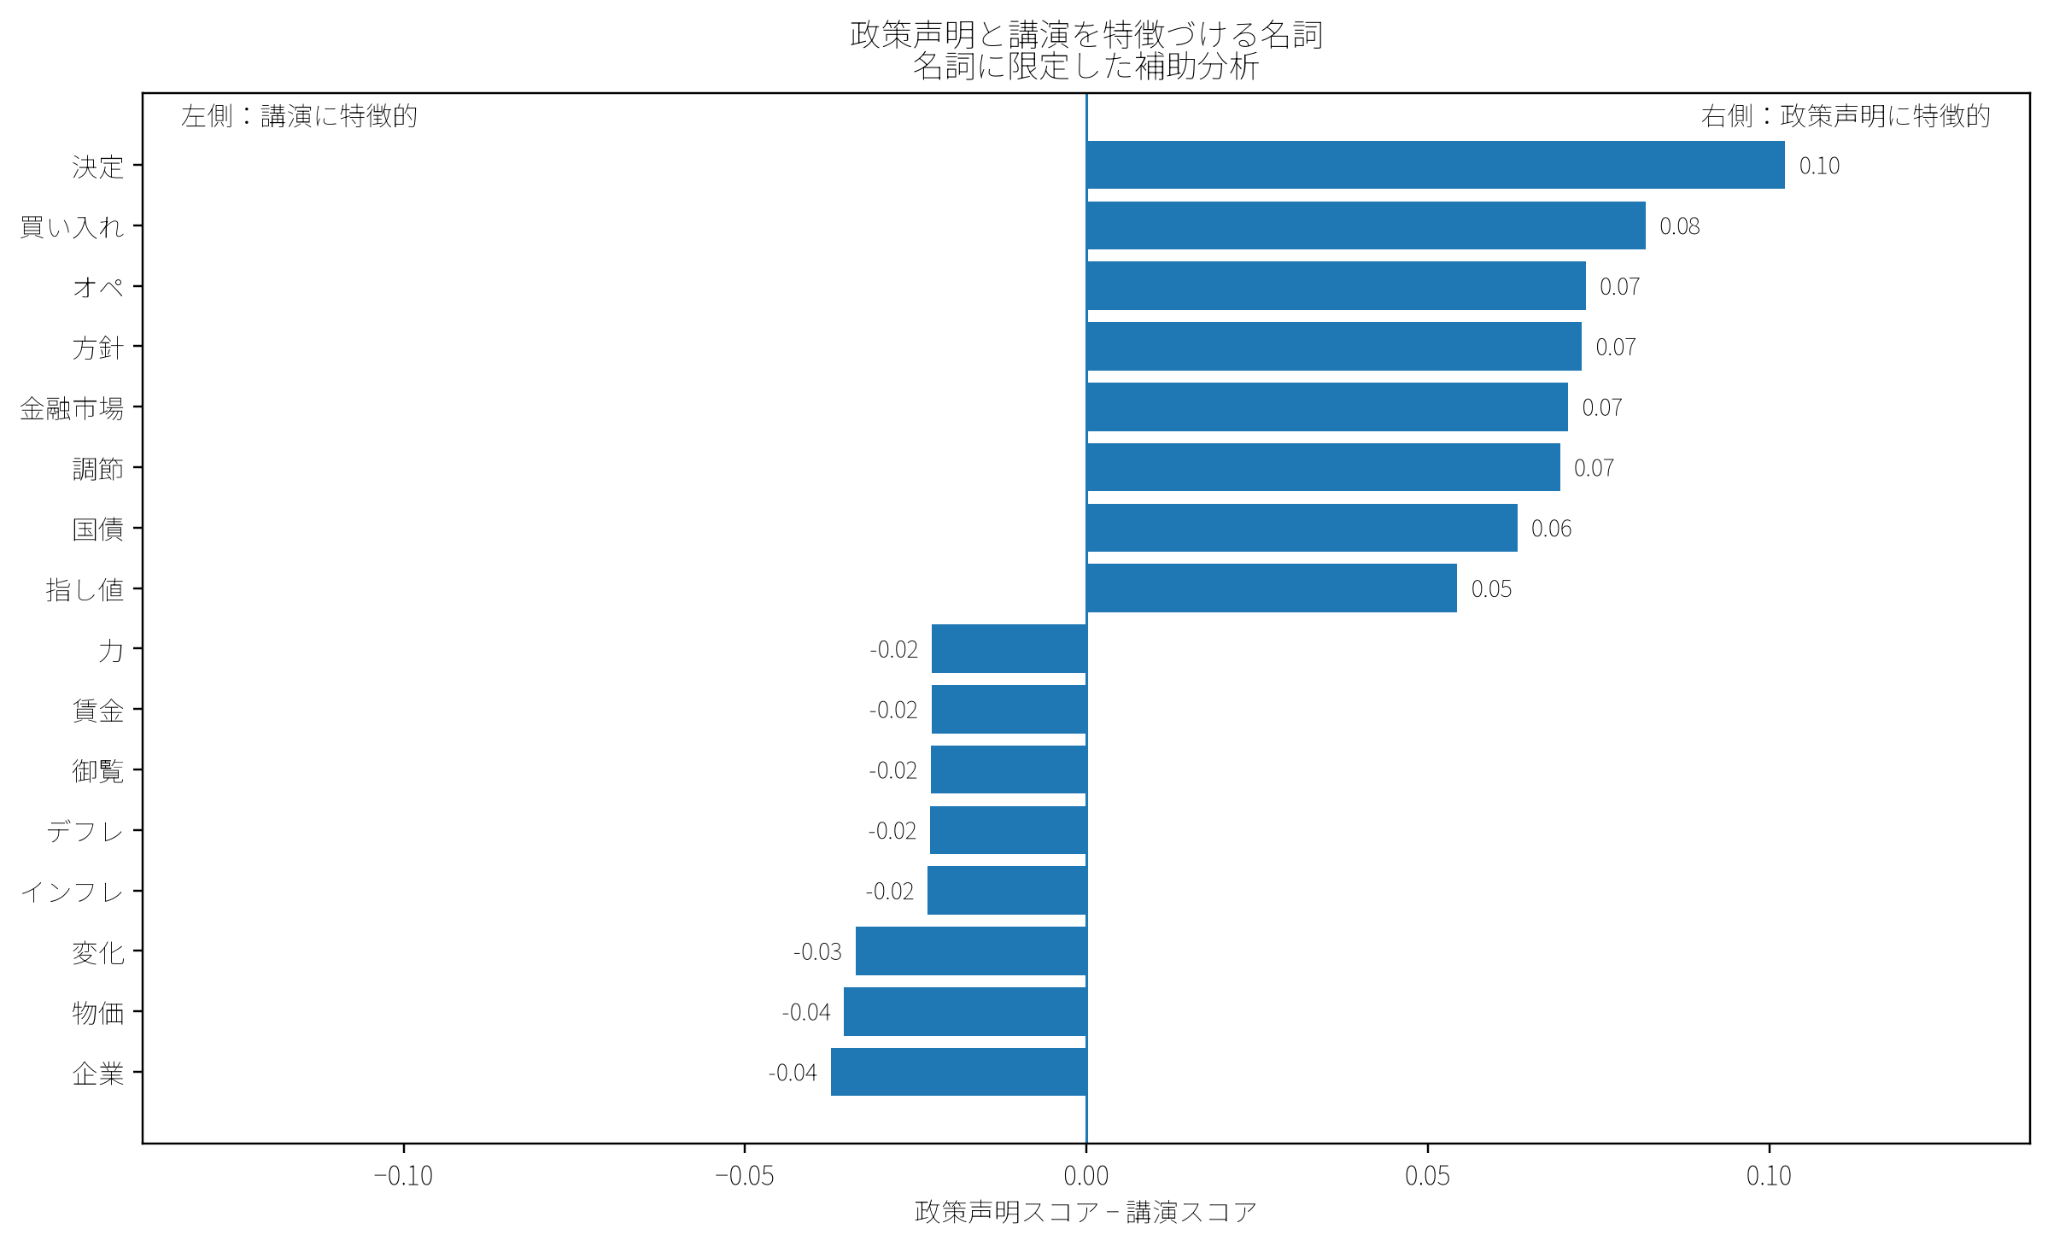 政策声明と講演を特徴づける名詞
名詞に限定した補助分析
左側：講演に特徴的
右側：政策声明に特徴的
決定
0.10
買い入れ
0.08
オペ
0.07
方針
0.07
金融市場
0.07
調節
0.07
国債
0.06
指し値
0.05
力
-0.02
賃金
-0.02
御覧
-0.02
デフレ
-0.02
インフレ
-0.02
変化
-0.03
物価
-0.04
企業
-0.04
−0.10
−0.05
0.00
0.05
0.10
政策声明スコア − 講演スコア